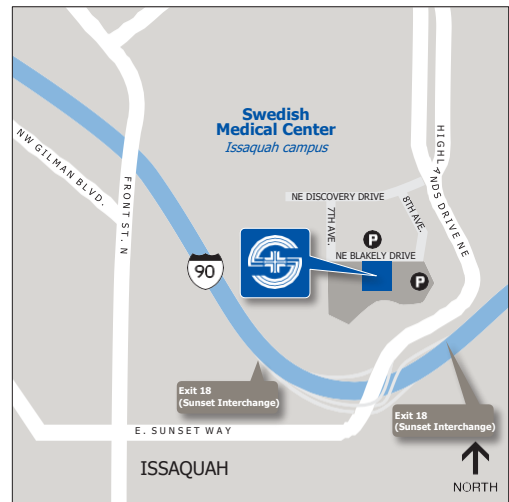 Swedish
Medical Center
Issaquah campus
NW GILMAN BLVD.
FRONT ST. N
HIGHLANDS DRIVE NE
NE DISCOVERY DRIVE
7TH AVE.
8TH AVE.
P
NE BLAKELY DRIVE
P
90
Exit 18
(Sunset Interchange)
Exit 18
(Sunset Interchange)
E. SUNSET WAY
ISSAQUAH
NORTH